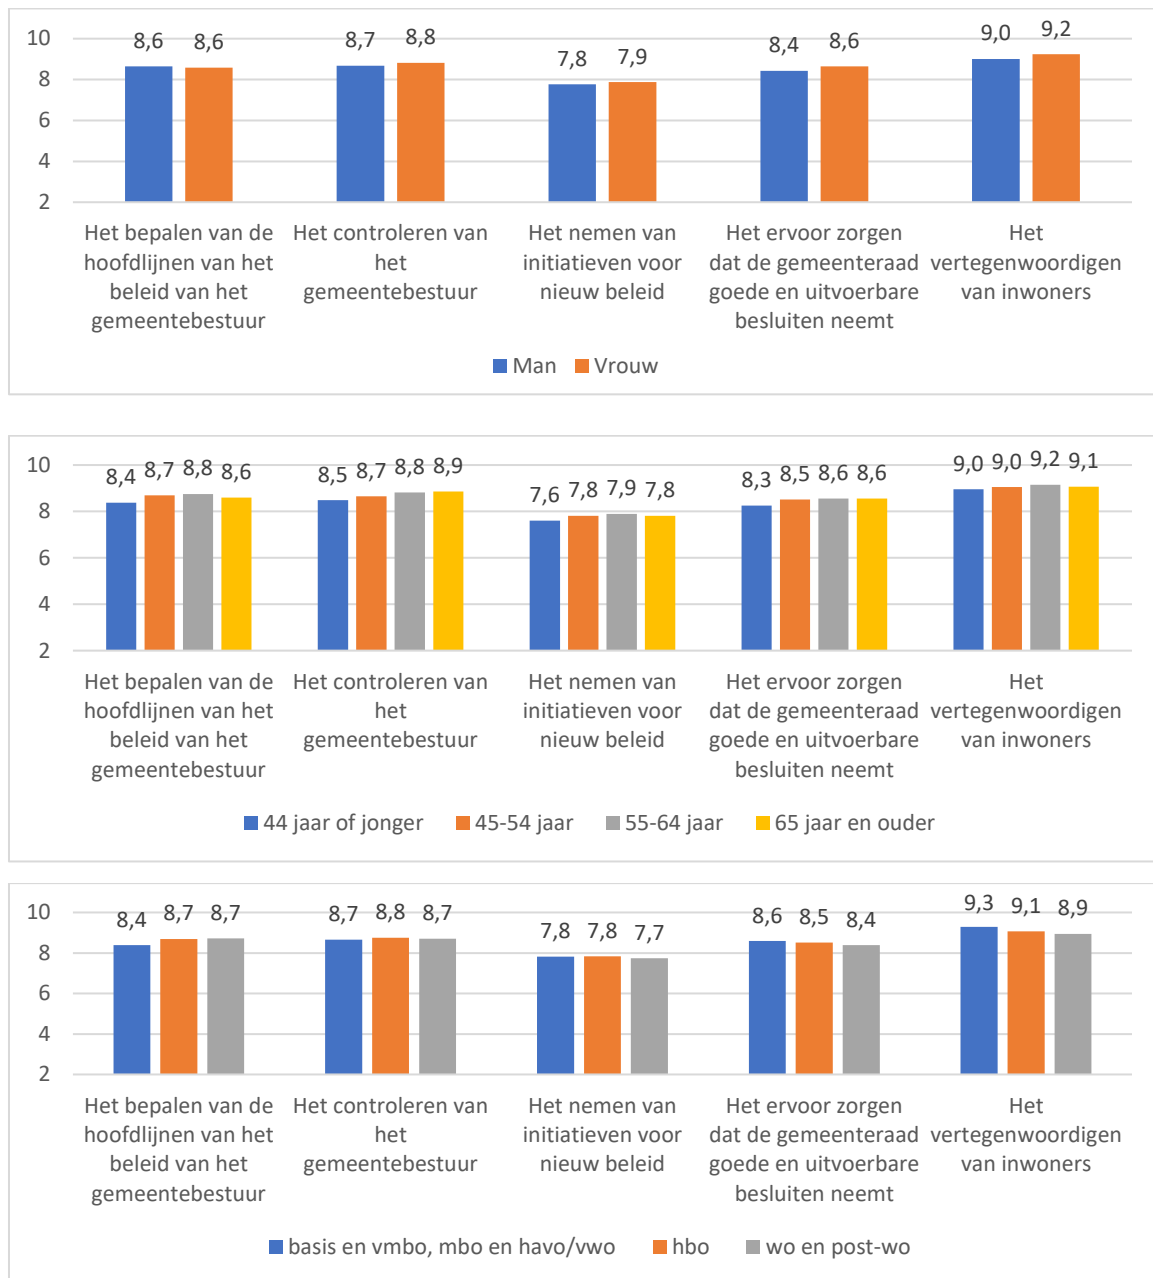 8,6 8,6 8,7 8,8 7,8 7,9 8,4 8,6 9,0 9,2
10
8
6
4
2
Het bepalen van de
hoofdlijnen van het
beleid van het
gemeentebestuur
Het controleren van
het
gemeentebestuur
Het nemen van
initiatieven voor
nieuw beleid
Het ervoor zorgen
dat de gemeenteraad
goede en uitvoerbare
besluiten neemt
Het
vertegenwoordigen
van inwoners
Man Vrouw
8,4 8,7 8,8 8,6 8,5 8,7 8,8 8,9 7,6 7,8 7,9 7,8 8,3 8,5 8,6 8,6 9,0 9,0 9,2 9,1
10
8
6
4
2
Het bepalen van de
hoofdlijnen van het
beleid van het
gemeentebestuur
Het controleren van
het
gemeentebestuur
Het nemen van
initiatieven voor
nieuw beleid
Het ervoor zorgen
dat de gemeenteraad
goede en uitvoerbare
besluiten neemt
Het
vertegenwoordigen
van inwoners
44 jaar of jonger 45-54 jaar 55-64 jaar 65 jaar en ouder
8,4 8,7 8,7 8,7 8,8 8,7 7,8 7,8 7,7 8,6 8,5 8,4 9,3 9,1 8,9
10
8
6
4
2
Het bepalen van de
hoofdlijnen van het
beleid van het
gemeentebestuur
Het controleren van
het
gemeentebestuur
Het nemen van
initiatieven voor
nieuw beleid
Het ervoor zorgen
dat de gemeenteraad
goede en uitvoerbare
besluiten neemt
Het
vertegenwoordigen
van inwoners
basis en vmbo, mbo en havo/vwo hbo wo en post-wo